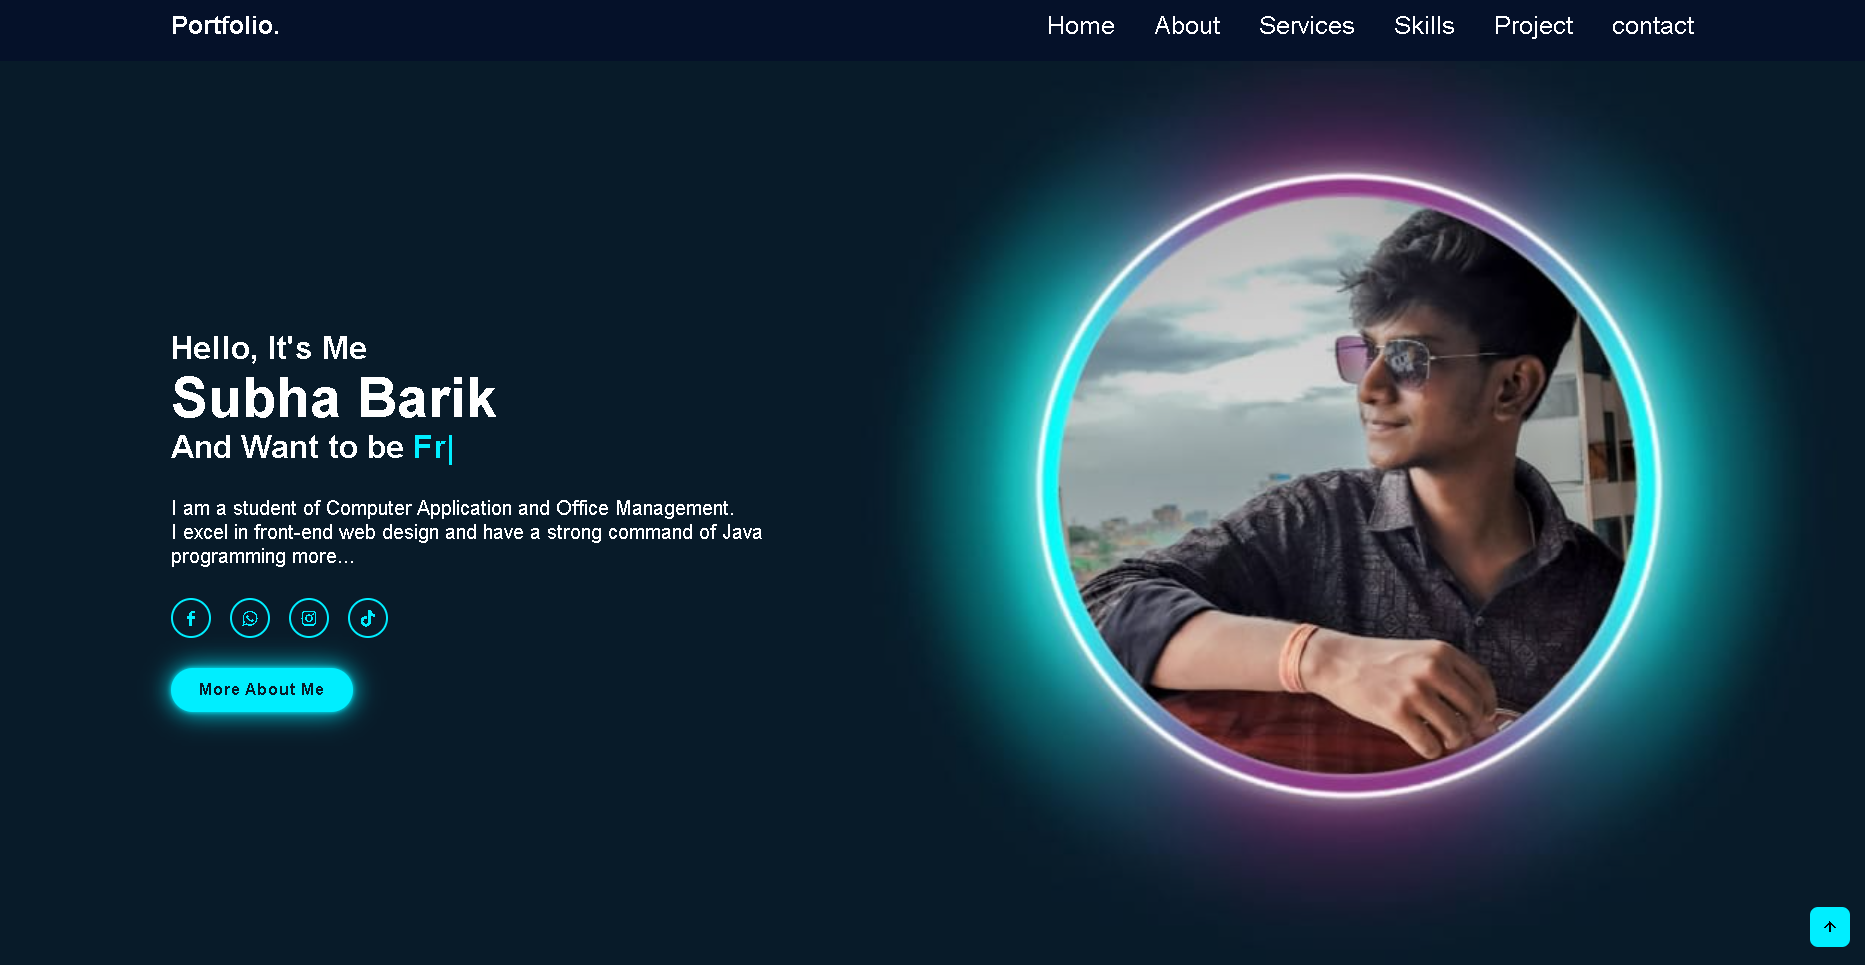 Portfolio.
Home About Services Skills Project contact
Hello, It's Me
Subha Barik
And Want to be Fr|
I am a student of Computer Application and Office Management.
I excel in front-end web design and have a strong command of Java
programming more...
More About Me